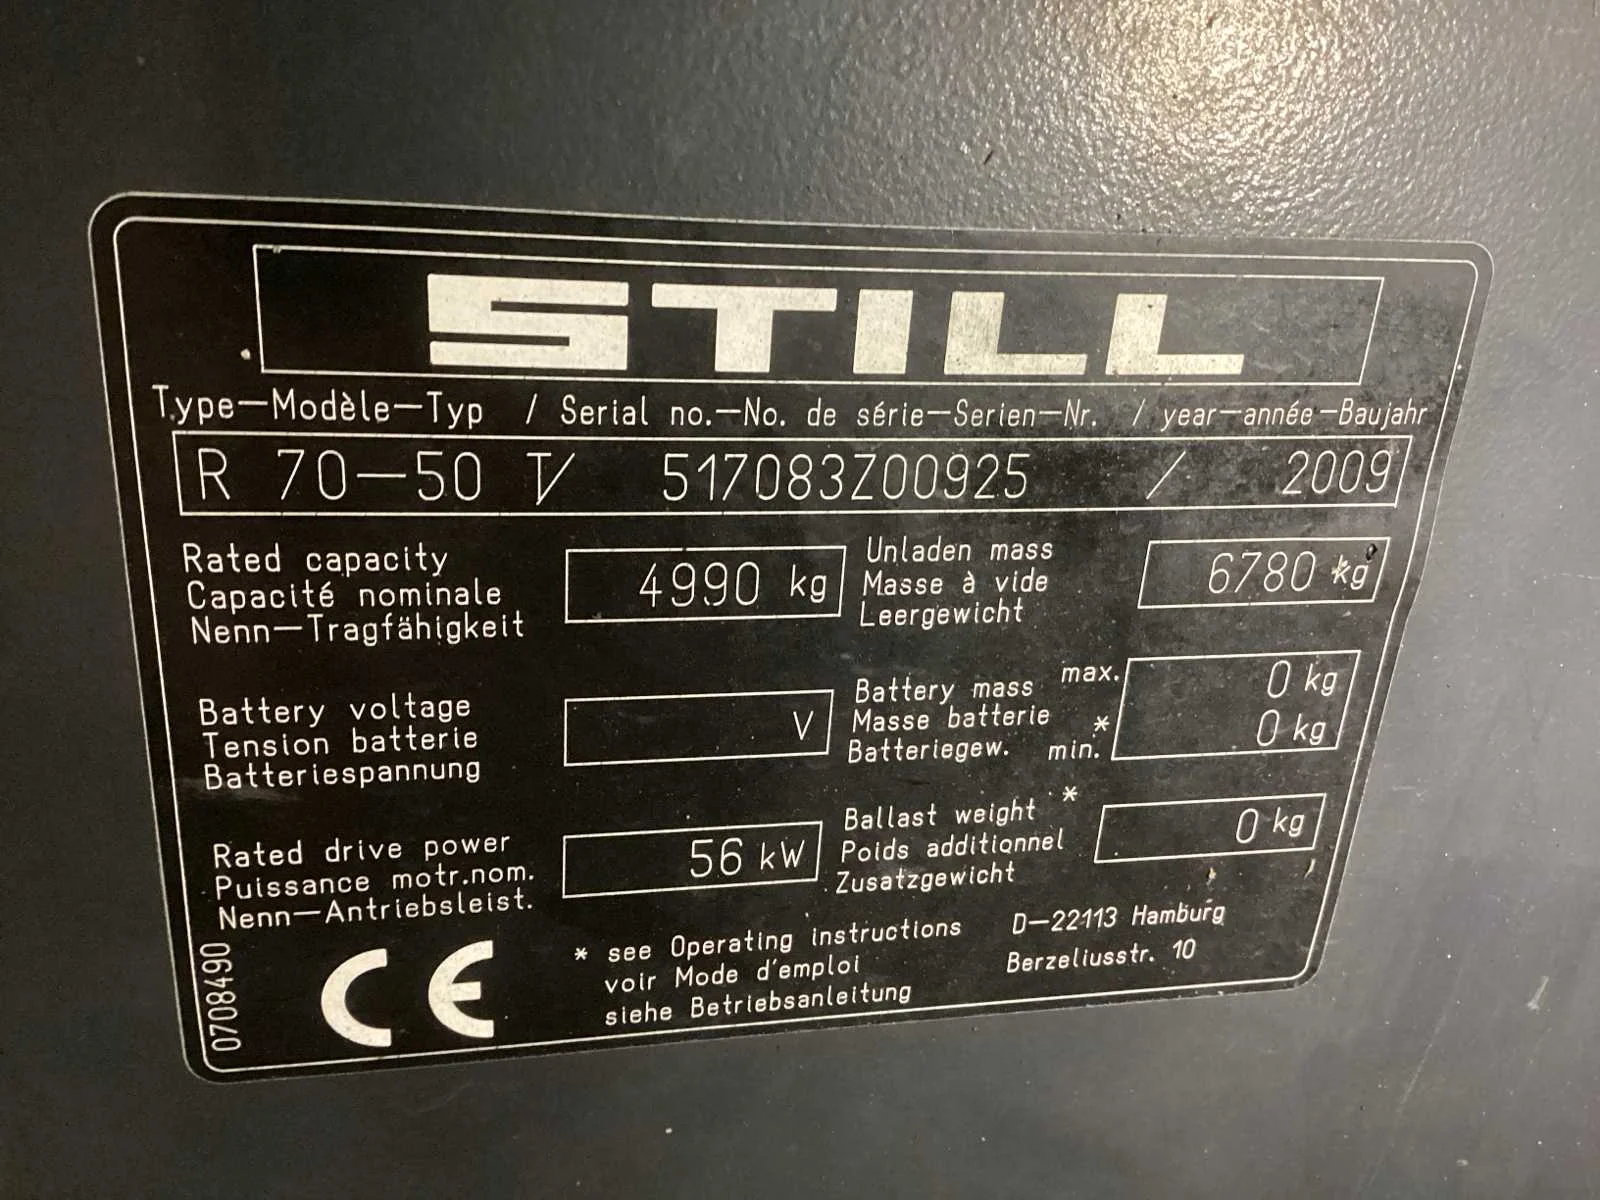 STILL
Type—Modèle—Typ / Serial no.—No. de série—Serien—Nr. / year—année—Baujahr
R 70—50 T/ 517083Z00925 / 2009
Rated capacity
Capacité nominale
Nenn—Tragfähigkeit
4990 kg
Unladen mass
Masse à vide
Leergewicht
6780 kg
Battery voltage
Tension batterie
Batteriespannung
V
Battery mass max.
Masse batterie *
Batteriegew. min.
0 kg
0 kg
Rated drive power
Puissance motr.nom.
Nenn—Antriebsleist.
56 kW
Ballast weight *
Poids additionnel
Zusatzgewicht
0 kg
0708490
CE
* see Operating instructions
voir Mode d'emploi
siehe Betriebsanleitung
D—22113 Hamburg
Berzeliusstr. 10